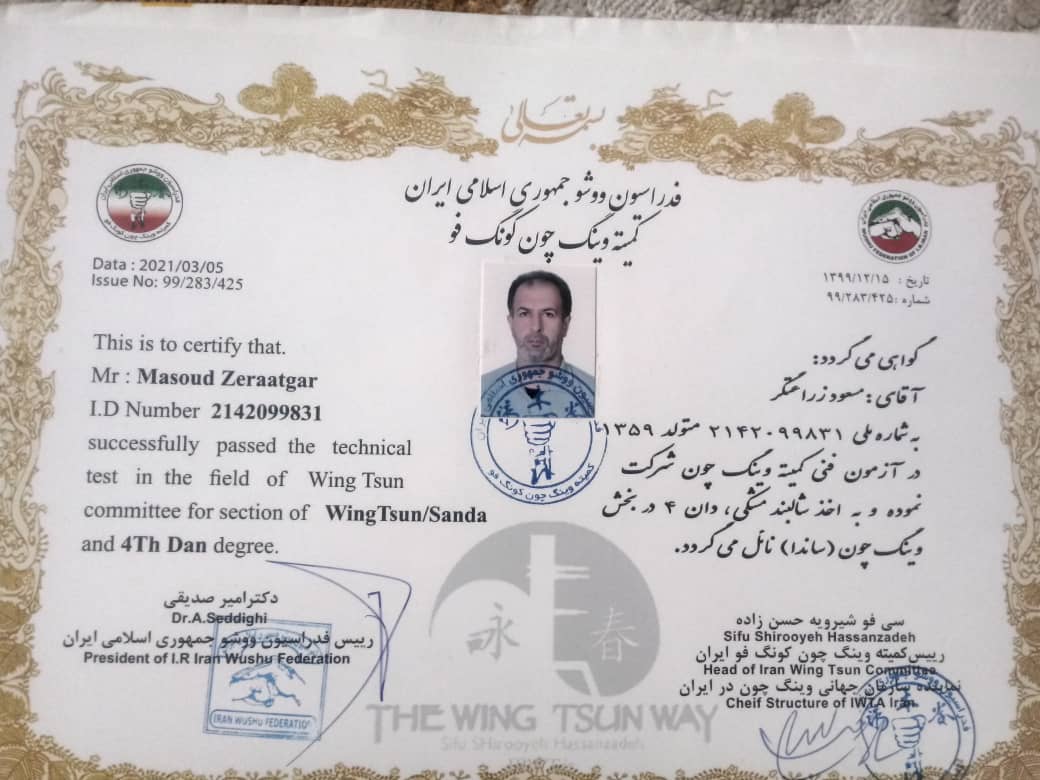 بسمه تعالی
فدراسیون ووشو جمهوری اسلامی ایران
کمیته وینگ چون کونگ فو
Data : 2021/03/05
Issue No: 99/283/425
تاریخ : ۱۳۹۹/۱۲/۱۵
شماره : ۹۹/۲۸۳/۴۲۵
This is to certify that.
Mr : Masoud Zeraatgar
I.D Number 2142099831
successfully passed the technical
test in the field of Wing Tsun
committee for section of WingTsun/Sanda
and 4Th Dan degree.
گواهی می گردد:
آقای : مسعود زراعتگر
به شماره ملی ۲۱۴۲۰۹۹۸۳۱ متولد ۱۳۵۹
در آزمون فنی کمیته وینگ چون شرکت
نموده و به اخذ شالبند مشکی، دان ۴ در بخش
وینگ چون (ساندا) نائل می گردد.
دکترامیر صدیقی
Dr.A.Seddighi
رییس فدراسیون ووشو جمهوری اسلامی ایران
President of I.R Iran Wushu Federation
IRAN WUSHU FEDERATION
سی فو شیرویه حسن زاده
Sifu Shirooyeh Hassanzadeh
رییس کمیته وینگ چون کونگ فو ایران
Head of Iran Wing Tsun Committe
نماینده سازمان جهانی وینگ چون در ایران
Cheif Structure of IWTA Iran
詠 春
THE WING TSUN WAY
Sifu SHirooyeh Hassanzadeh